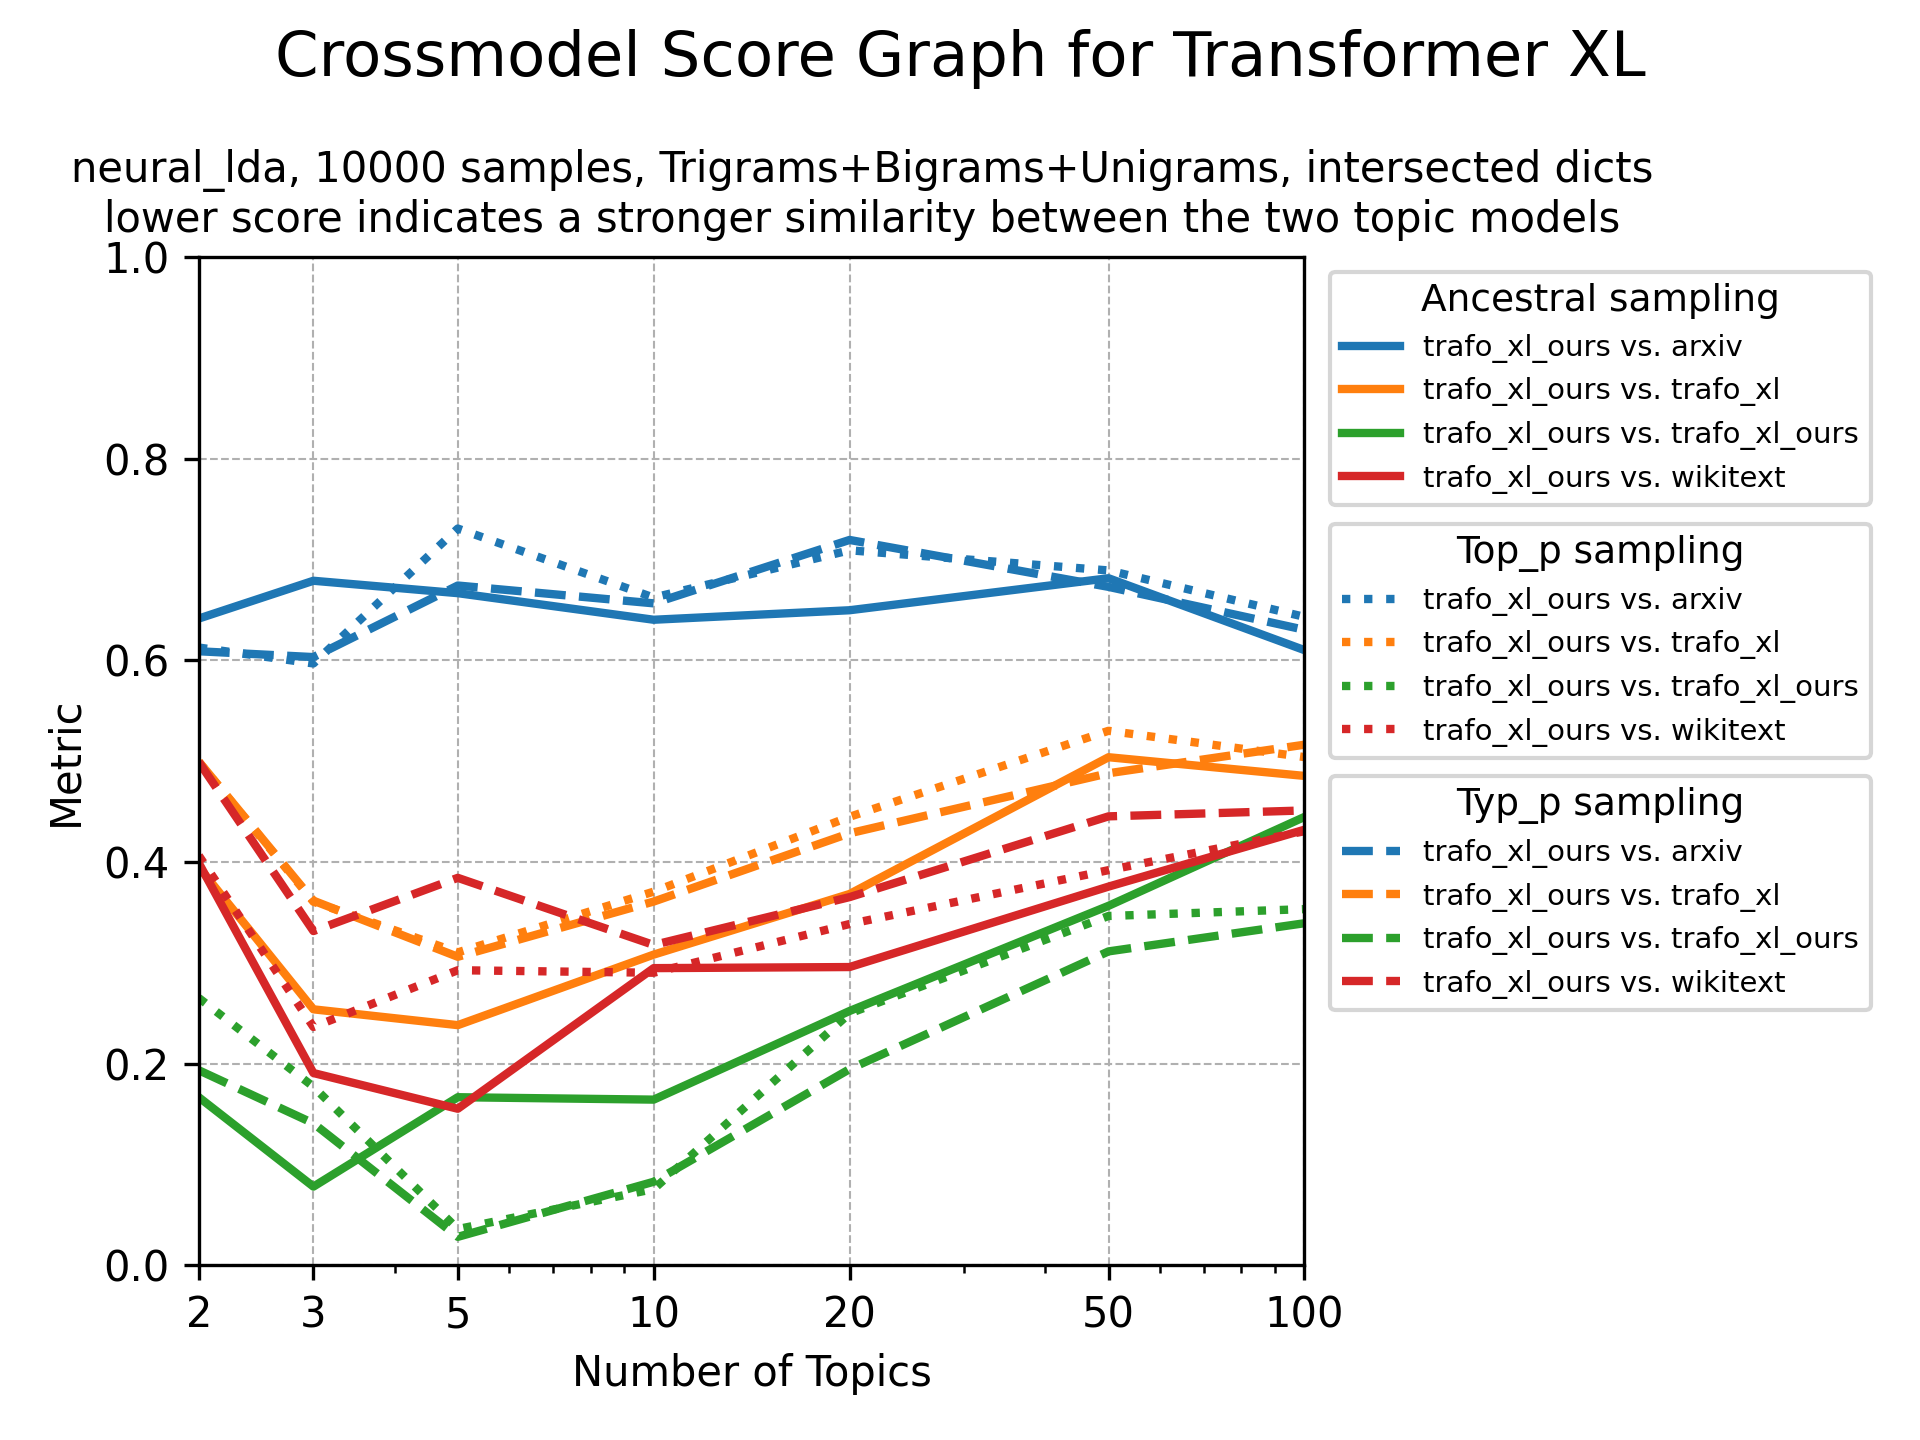 Crossmodel Score Graph for Transformer XL
neural_lda, 10000 samples, Trigrams+Bigrams+Unigrams, intersected dicts
lower score indicates a stronger similarity between the two topic models
1.0
0.8
0.6
0.4
0.2
0.0
Metric
2 3 5 10 20 50 100
Number of Topics
Ancestral sampling
trafo_xl_ours vs. arxiv
trafo_xl_ours vs. trafo_xl
trafo_xl_ours vs. trafo_xl_ours
trafo_xl_ours vs. wikitext
Top_p sampling
trafo_xl_ours vs. arxiv
trafo_xl_ours vs. trafo_xl
trafo_xl_ours vs. trafo_xl_ours
trafo_xl_ours vs. wikitext
Typ_p sampling
trafo_xl_ours vs. arxiv
trafo_xl_ours vs. trafo_xl
trafo_xl_ours vs. trafo_xl_ours
trafo_xl_ours vs. wikitext